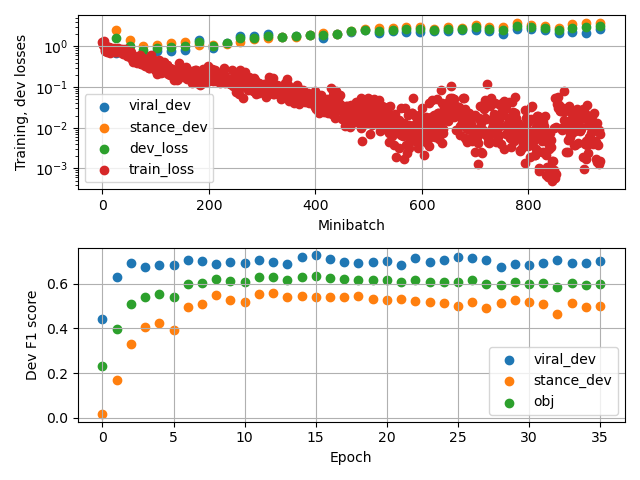 Training, dev losses
10⁰
10⁻¹
10⁻²
10⁻³
viral_dev
stance_dev
dev_loss
train_loss
0 200 400 600 800
Minibatch
Dev F1 score
0.6
0.4
0.2
0.0
viral_dev
stance_dev
obj
0 5 10 15 20 25 30 35
Epoch